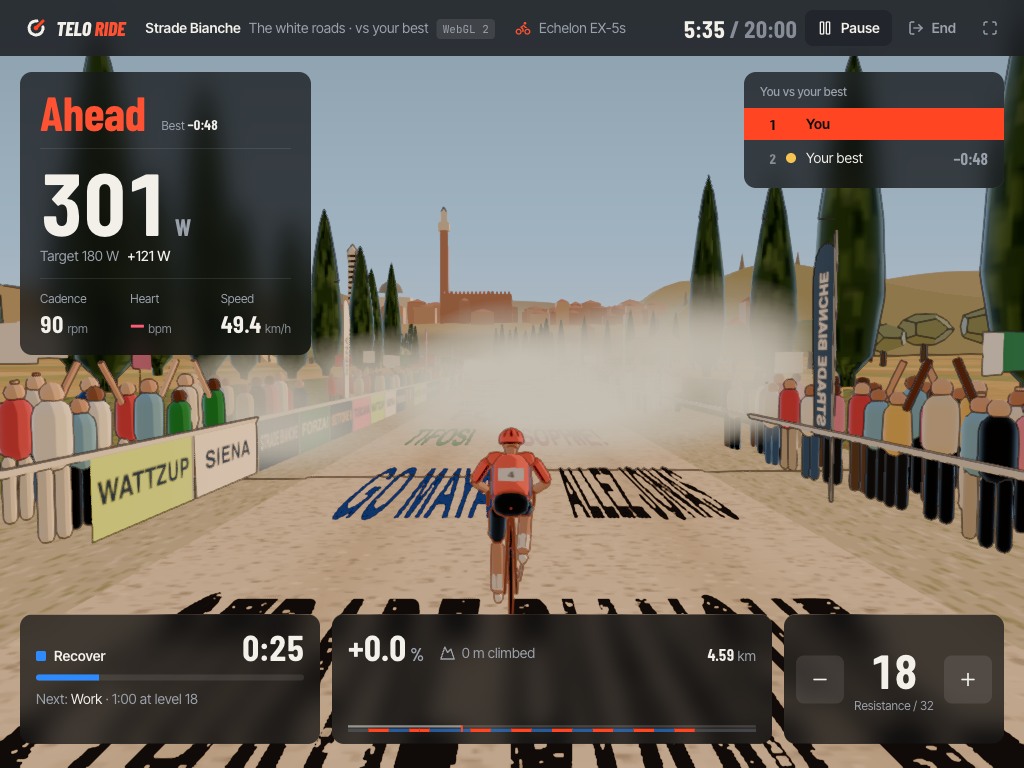 TELO RIDE Strade Bianche The white roads · vs your best WebGL 2 Echelon EX-5s 5:35 / 20:00 Pause End
Ahead Best −0:48
301 W
Target 180 W +121 W
Cadence Heart Speed
90 rpm — bpm 49.4 km/h
You vs your best
1 You
2 Your best −0:48
STRADE BIANCHE
WATTZUP SIENA
TIFOSI
4
GO MAYA ALLEZ
Recover 0:25
Next: Work · 1:00 at level 18
+0.0 % 0 m climbed 4.59 km
− 18 +
Resistance / 32